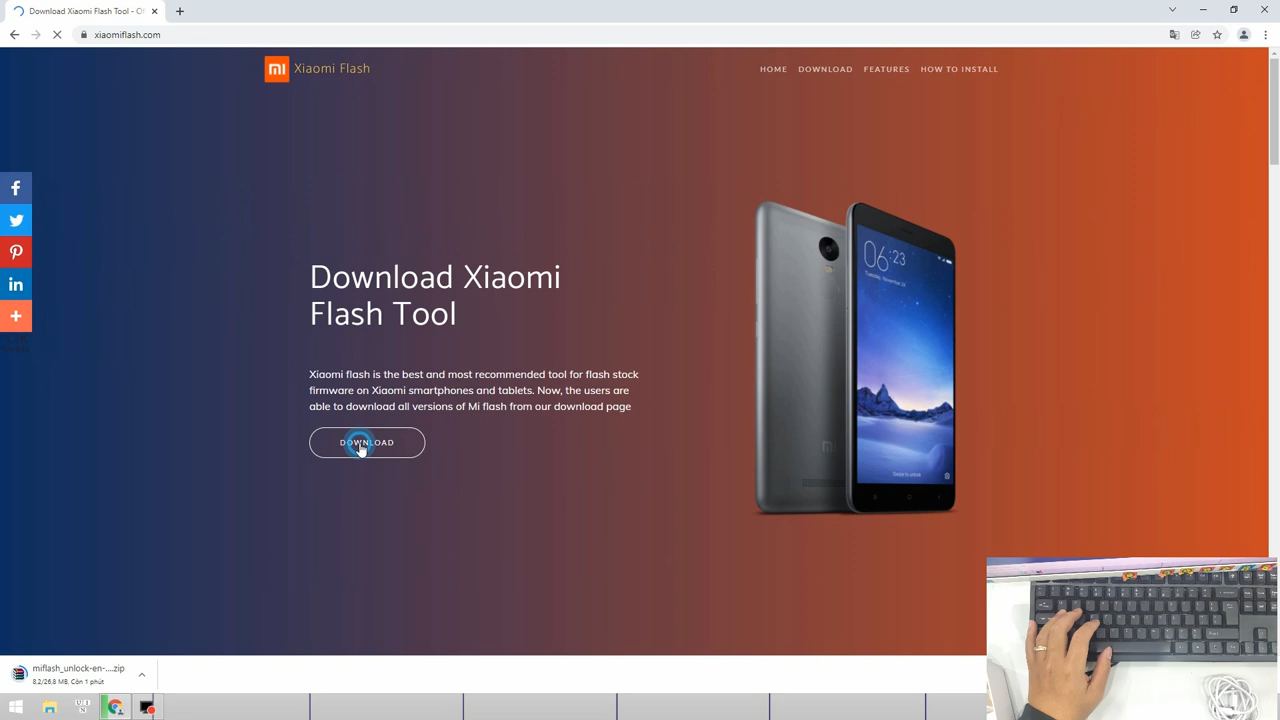 Download Xiaomi Flash Tool - Of
xiaomiflash.com
Xiaomi Flash
HOME DOWNLOAD FEATURES HOW TO INSTALL
06:23
Download Xiaomi
Flash Tool
Xiaomi flash is the best and most recommended tool for flash stock
firmware on Xiaomi smartphones and tablets. Now, the users are
able to download all versions of Mi flash from our download page
DOWNLOAD
miflash_unlock-en-....zip
8,2/26,8 MB, Còn 1 phút